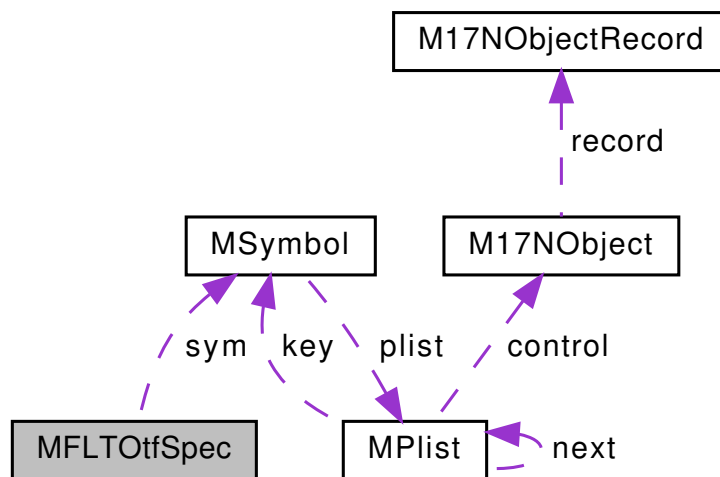 M17NObjectRecord
record
MSymbol
M17NObject
sym
key
plist
control
MFLTOtfSpec
MPlist
next